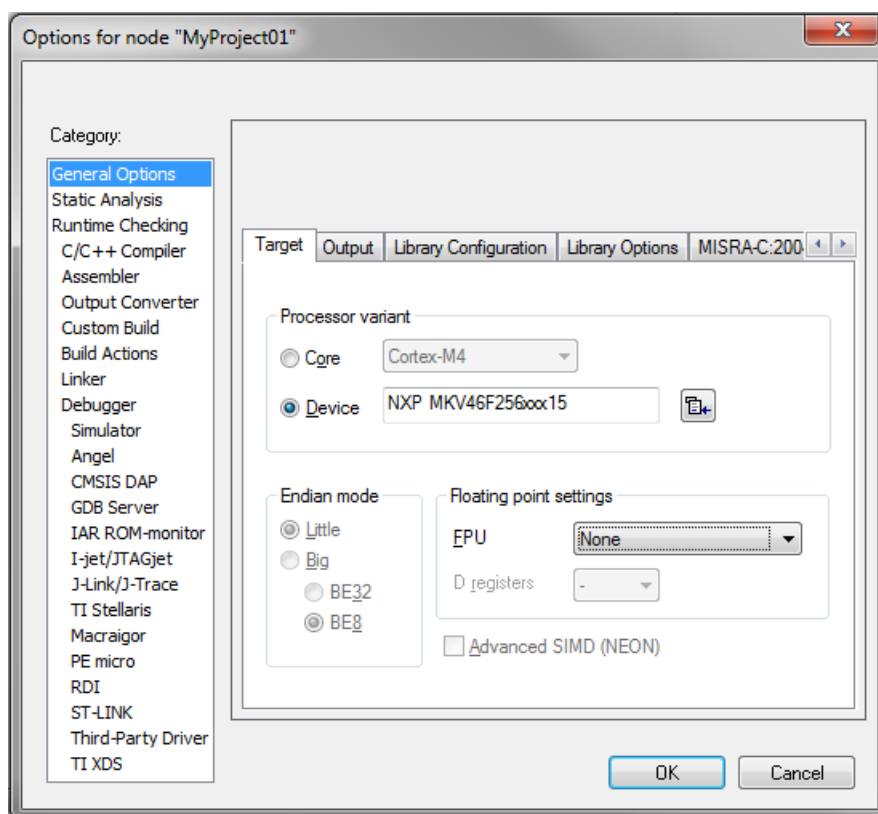 Options for node "MyProject01"
Category:
General Options
Static Analysis
Runtime Checking
C/C++ Compiler
Assembler
Output Converter
Custom Build
Build Actions
Linker
Debugger
Simulator
Angel
CMSIS DAP
GDB Server
IAR ROM-monitor
I-jet/JTAGjet
J-Link/J-Trace
TI Stellaris
Macraigor
PE micro
RDI
ST-LINK
Third-Party Driver
TI XDS
Target Output Library Configuration Library Options MISRA-C:200
Processor variant
Core Cortex-M4
Device NXP MKV46F256xxx15
Endian mode
Little
Big
BE32
BE8
Floating point settings
FPU None
D registers -
Advanced SIMD (NEON)
OK Cancel